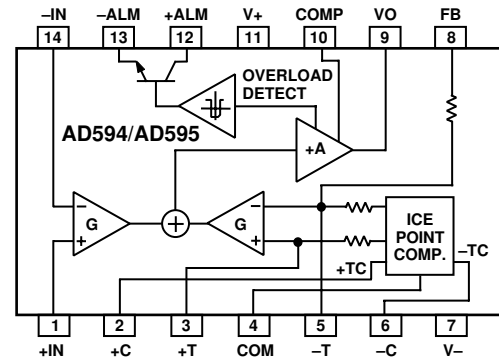 –IN –ALM +ALM V+ COMP VO FB
14 13 12 11 10 9 8
OVERLOAD
DETECT
AD594/AD595
+A
– –
G G
+ +
ICE
POINT
COMP.
–TC
+TC
1 2 3 4 5 6 7
+IN +C +T COM –T –C V–